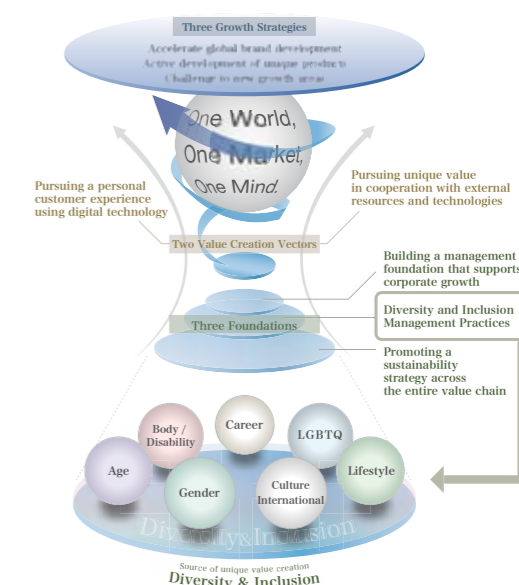 Three Growth Strategies
Accelerate global brand development
Active development of unique products
Challenge to new growth areas
One World,
One Market,
One Mind.
Pursuing a personal
customer experience
using digital technology
Pursuing unique value
in cooperation with external
resources and technologies
Two Value Creation Vectors
Building a management
foundation that supports
corporate growth
Three Foundations
Diversity and Inclusion
Management Practices
Promoting a
sustainability
strategy across
the entire value chain
Career
Body /
Disability
LGBTQ
Age
Lifestyle
Gender
Culture
International
Diversity&Inclusion
Source of unique value creation
Diversity & Inclusion